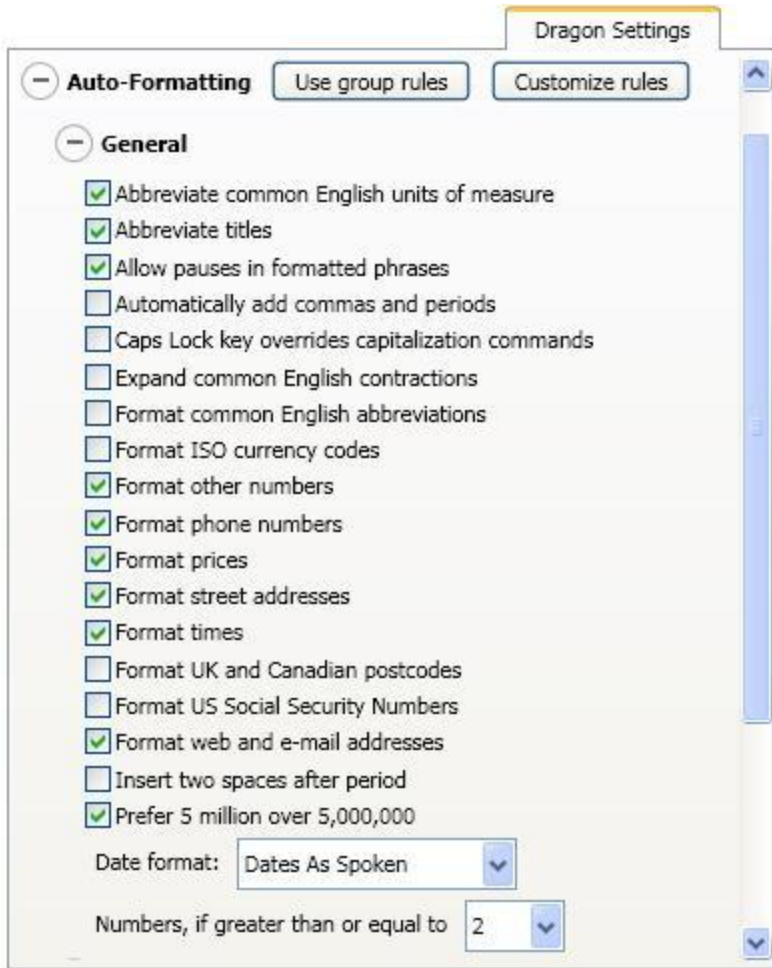 Dragon Settings
Auto-Formatting Use group rules Customize rules
General
Abbreviate common English units of measure
Abbreviate titles
Allow pauses in formatted phrases
Automatically add commas and periods
Caps Lock key overrides capitalization commands
Expand common English contractions
Format common English abbreviations
Format ISO currency codes
Format other numbers
Format phone numbers
Format prices
Format street addresses
Format times
Format UK and Canadian postcodes
Format US Social Security Numbers
Format web and e-mail addresses
Insert two spaces after period
Prefer 5 million over 5,000,000
Date format: Dates As Spoken
Numbers, if greater than or equal to 2